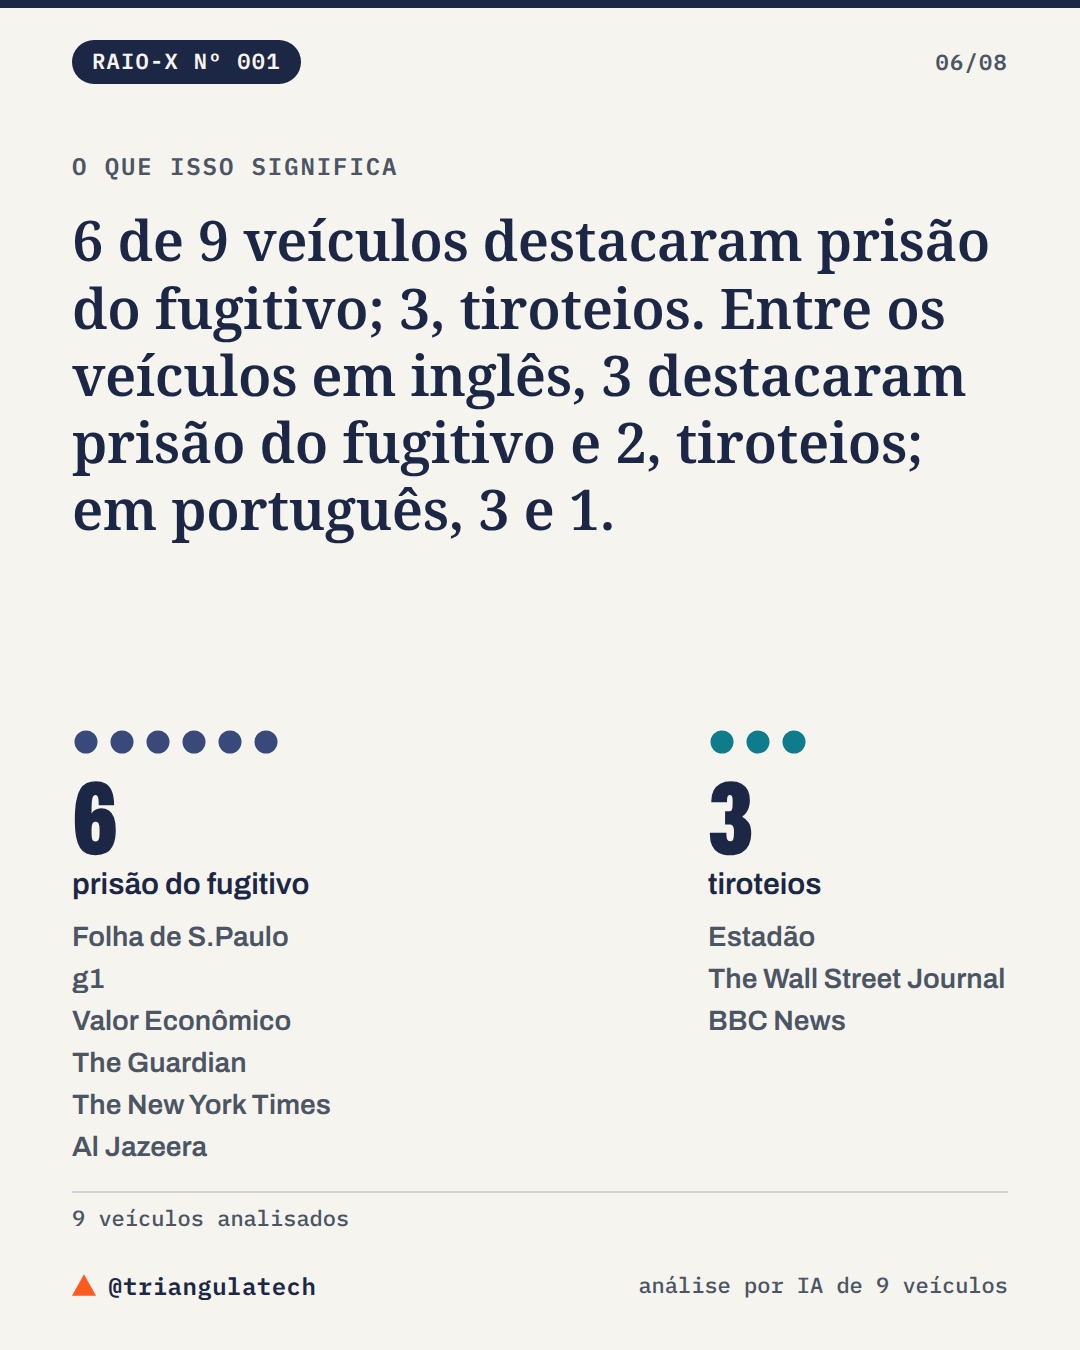 RAIO-X Nº 001
06/08
O QUE ISSO SIGNIFICA
6 de 9 veículos destacaram prisão
do fugitivo; 3, tiroteios. Entre os
veículos em inglês, 3 destacaram
prisão do fugitivo e 2, tiroteios;
em português, 3 e 1.
6
prisão do fugitivo
Folha de S.Paulo
g1
Valor Econômico
The Guardian
The New York Times
Al Jazeera
3
tiroteios
Estadão
The Wall Street Journal
BBC News
9 veículos analisados
@triangulatech
análise por IA de 9 veículos